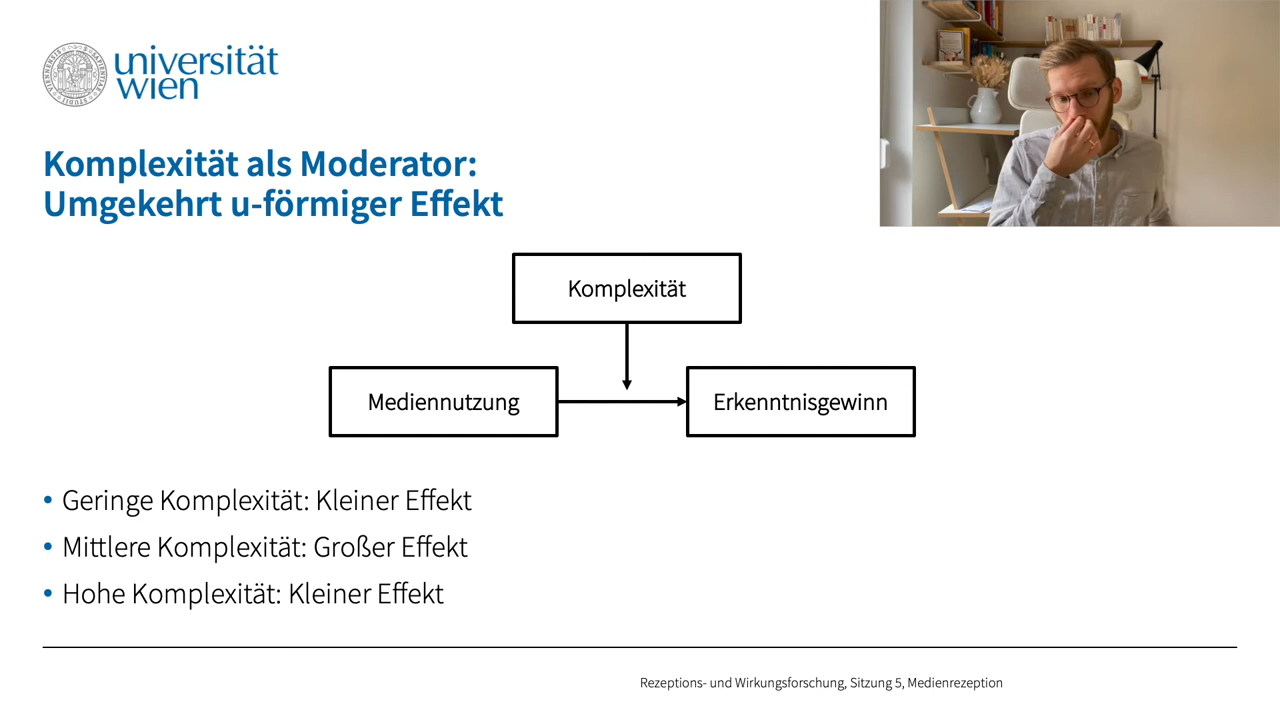 universität
wien
Komplexität als Moderator:
Umgekehrt u-förmiger Effekt
Komplexität
Mediennutzung
Erkenntnisgewinn
• Geringe Komplexität: Kleiner Effekt
• Mittlere Komplexität: Großer Effekt
• Hohe Komplexität: Kleiner Effekt
Rezeptions- und Wirkungsforschung, Sitzung 5, Medienrezeption